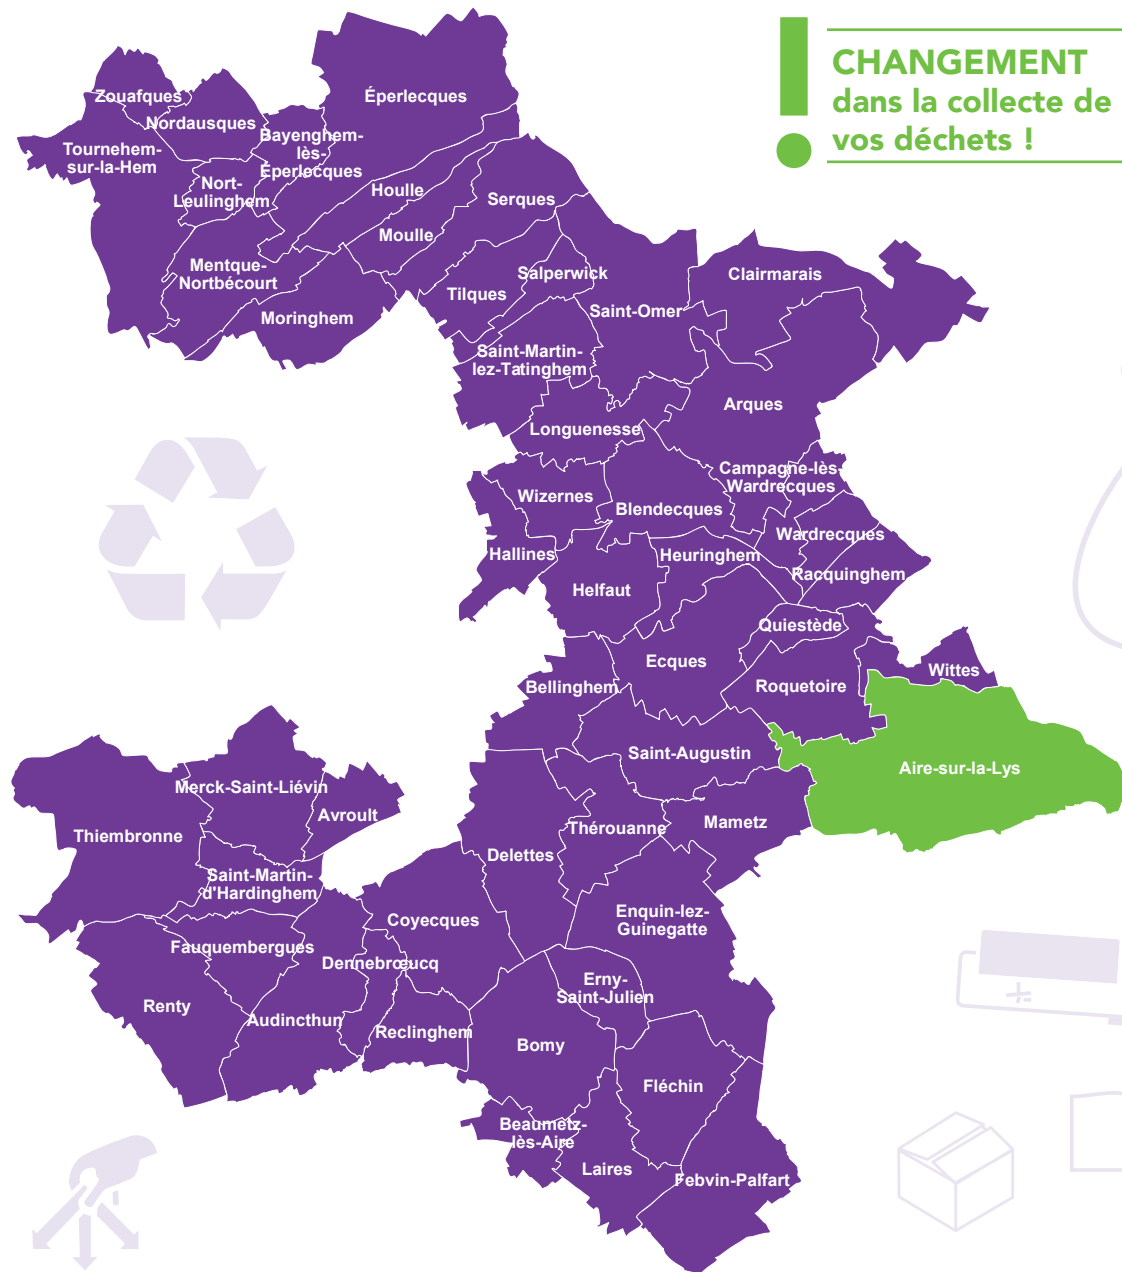 CHANGEMENT
dans la collecte de
vos déchets !
Zouafques
Éperlecques
Nordausques
Bayenghem-
lès-
Éperlecques
Tournehem-
sur-la-Hem
Nort-
Leulinghem
Houlle
Serques
Moulle
Mentque-
Nortbécourt
Salperwick
Clairmarais
Tilques
Saint-Omer
Moringhem
Saint-Martin-
lez-Tatinghem
Arques
Longuenesse
Campagne-lès-
Wardrecques
Wizernes
Blendecques
Wardrecques
Hallines
Heuringhem
Racquinghem
Helfaut
Quiestède
Ecques
Wittes
Bellinghem
Roquetoire
Saint-Augustin
Aire-sur-la-Lys
Merck-Saint-Liévin
Avroult
Thiembronne
Thérouanne
Mametz
Delettes
Saint-Martin-
d'Hardinghem
Coyecques
Enquin-lez-
Guinegatte
Fauquembergues
Dennebrœucq
Erny-
Saint-Julien
Renty
Audincthun
Reclinghem
Bomy
Fléchin
Beaumetz-
lès-Aire
Laires
Febvin-Palfart